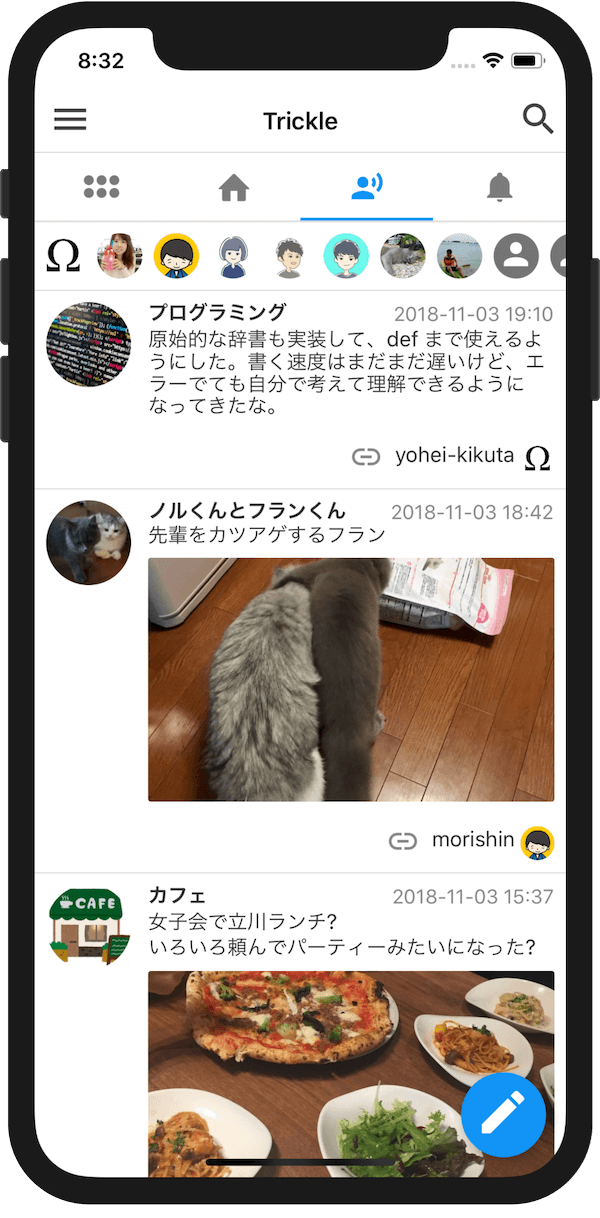 8:32
Trickle
Ω
プログラミング 2018-11-03 19:10
原始的な辞書も実装して、def まで使えるよ
うにした。書く速度はまだまだ遅いけど、エ
ラーでても自分で考えて理解できるように
なってきたな。
yohei-kikuta Ω
ノルくんとフランくん 2018-11-03 18:42
先輩をカツアゲするフラン
morishin
CAFE
カフェ 2018-11-03 15:37
女子会で立川ランチ?
いろいろ頼んでパーティーみたいになった?